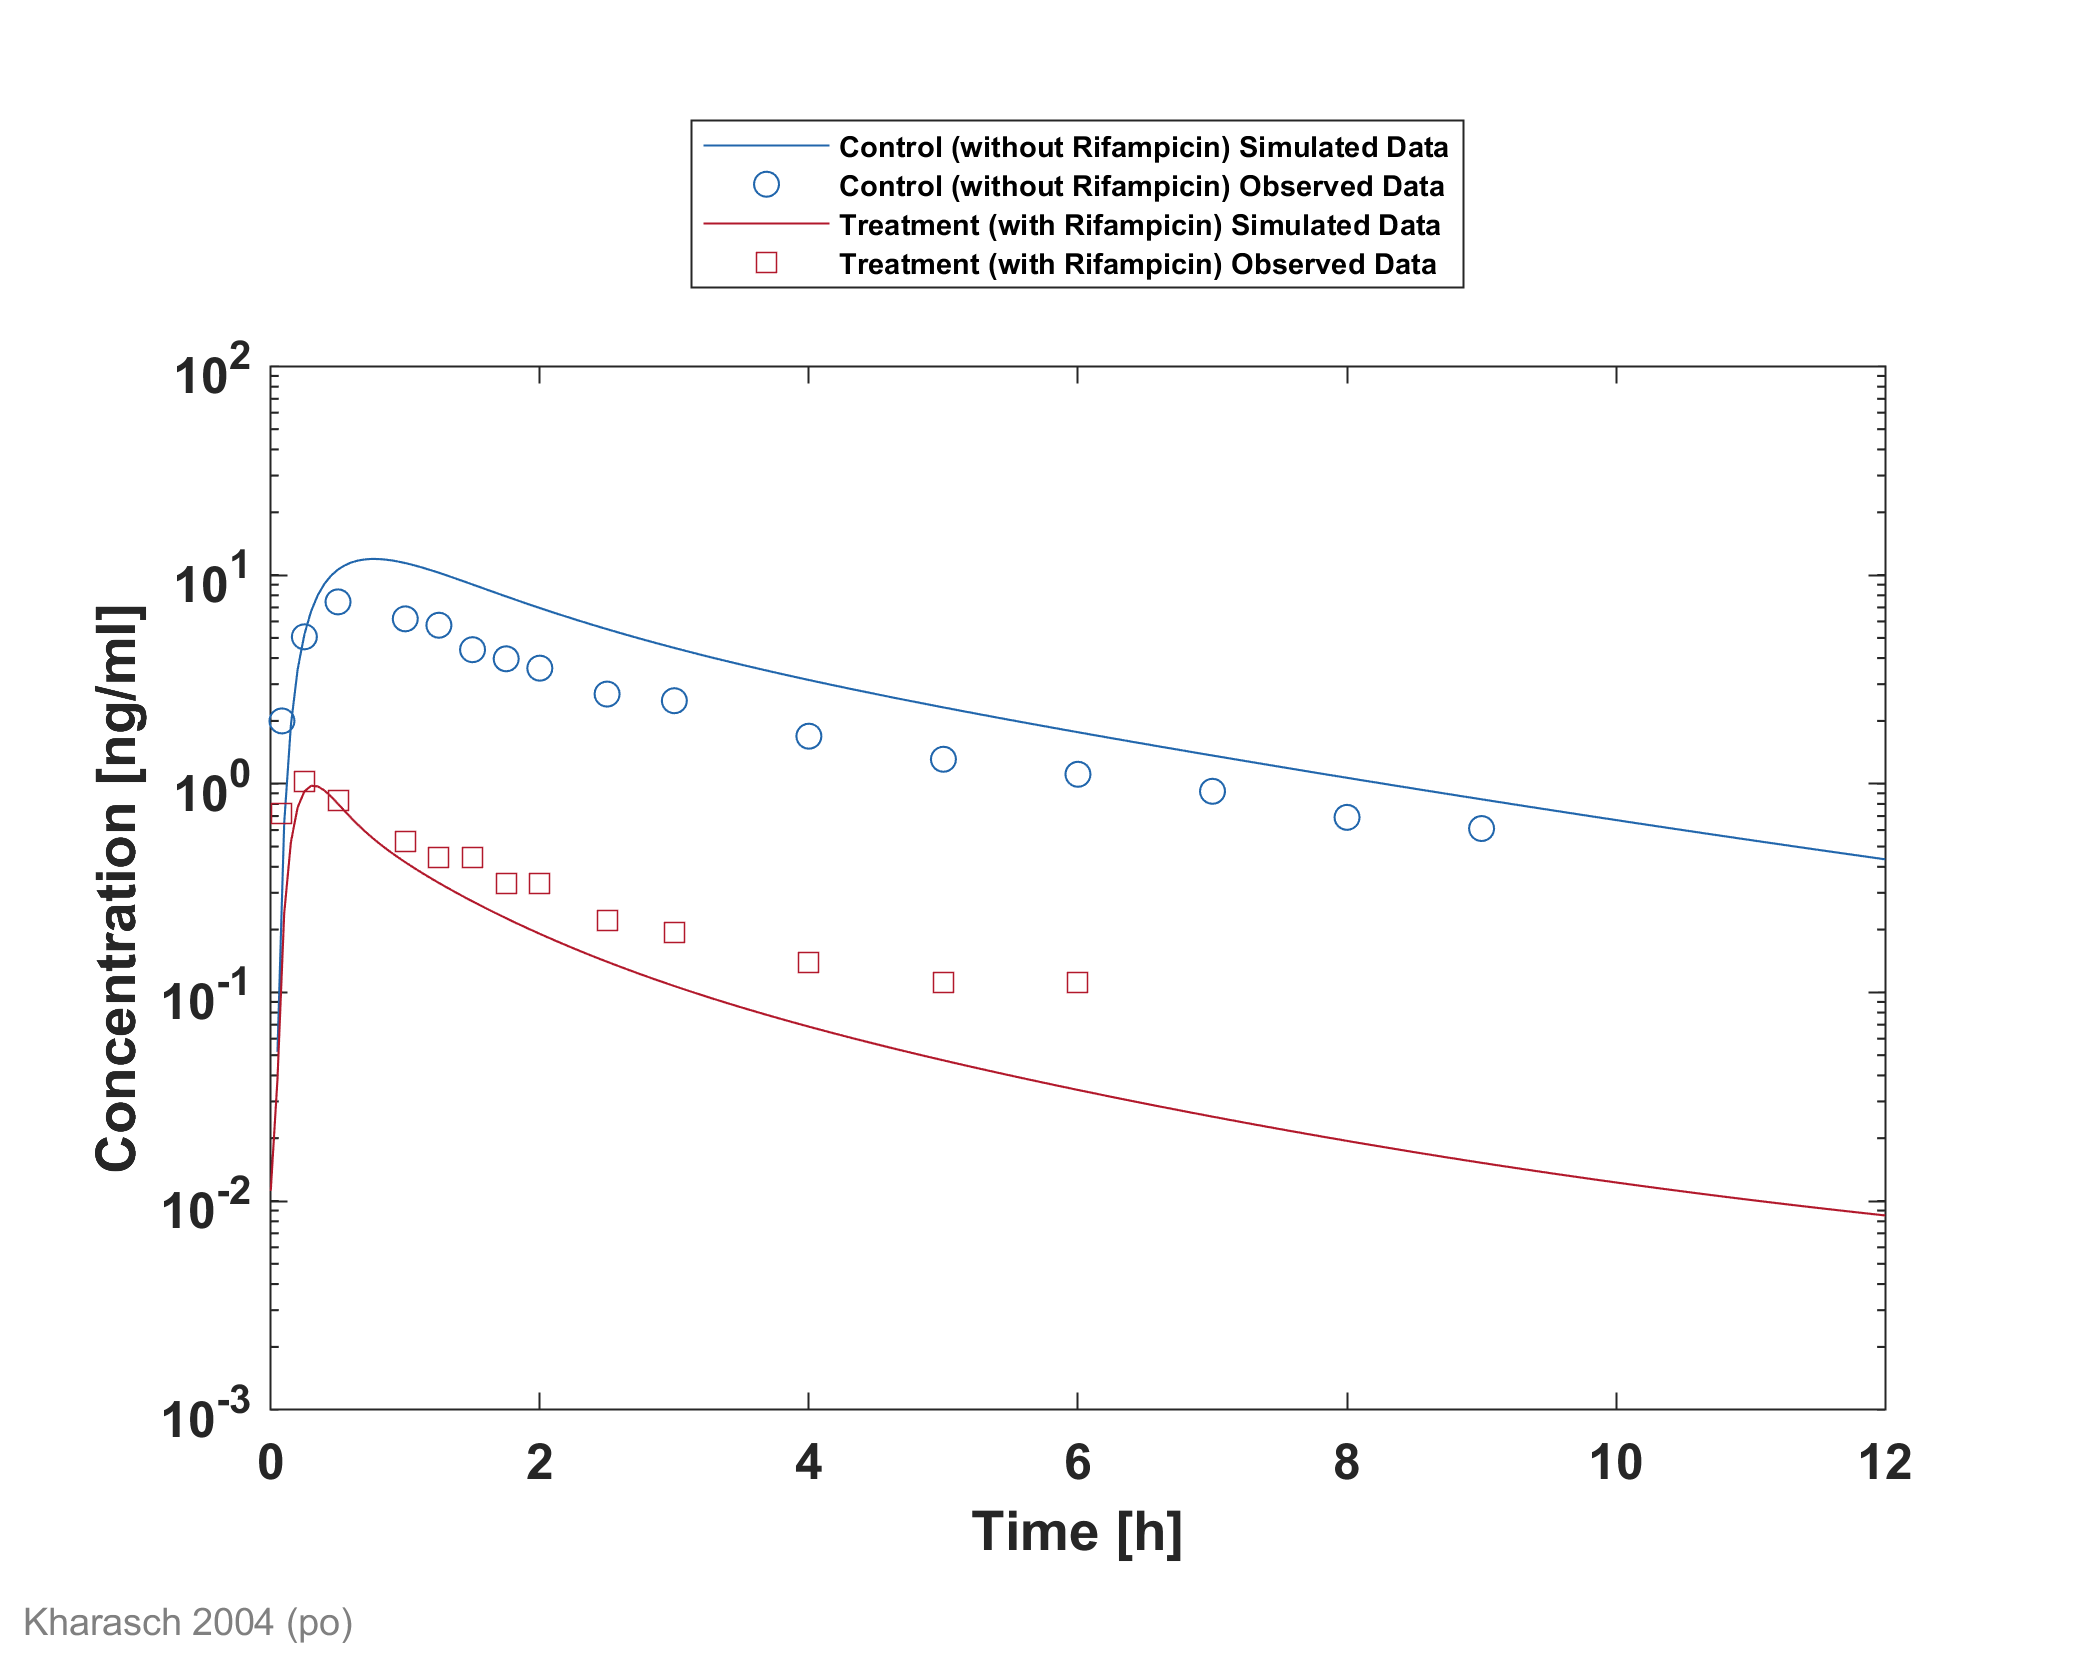 Control (without Rifampicin) Simulated Data
Control (without Rifampicin) Observed Data
Treatment (with Rifampicin) Simulated Data
Treatment (with Rifampicin) Observed Data
10^2
10^1
10^0
10^-1
10^-2
10^-3
Concentration [ng/ml]
0 2 4 6 8 10 12
Time [h]
Kharasch 2004 (po)